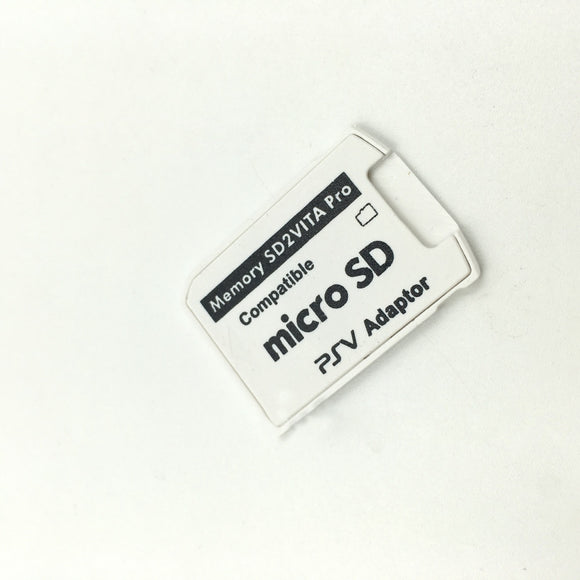 Memory SD2VITA Pro
Compatible
micro SD
PSV Adaptor